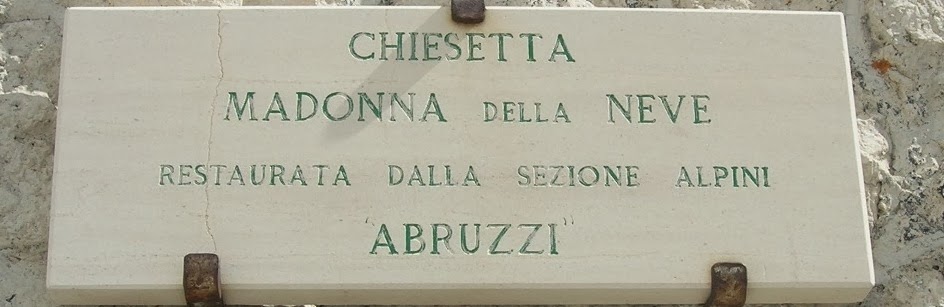 CHIESETTA
MADONNA DELLA NEVE
RESTAURATA DALLA SEZIONE ALPINI
"ABRUZZI"